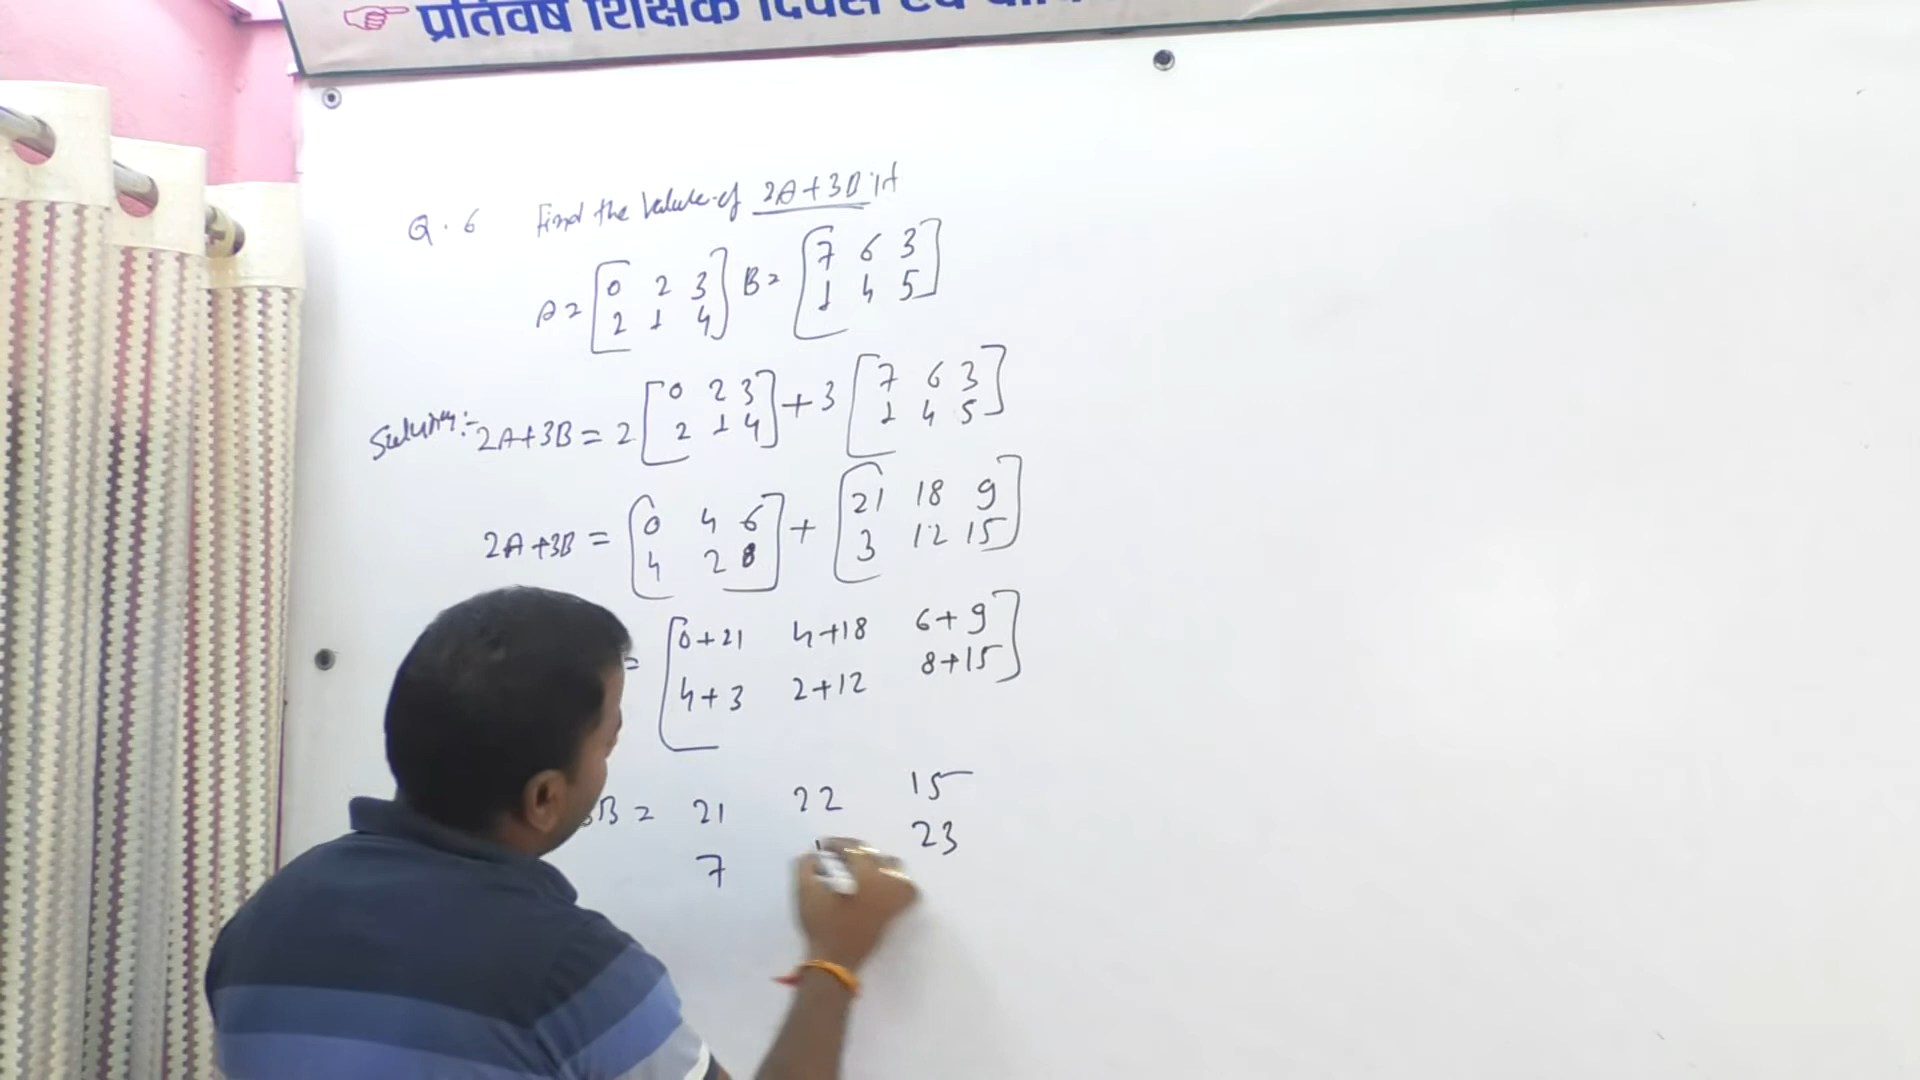 प्रतिवर्ष शिक्षक दिवस एवं
Q. 6 Find the Value of 2A+3B if
A = [0 2 3] B = [7 6 3]
[2 1 4] [1 4 5]
Solution:- 2A+3B = 2 [0 2 3] + 3 [7 6 3]
[2 1 4] [1 4 5]
2A+3B = [0 4 6] + [21 18 9]
[4 2 8] [3 12 15]
= [0+21 4+18 6+9]
[4+3 2+12 8+15]
3B = 21 22 15
7 1 23